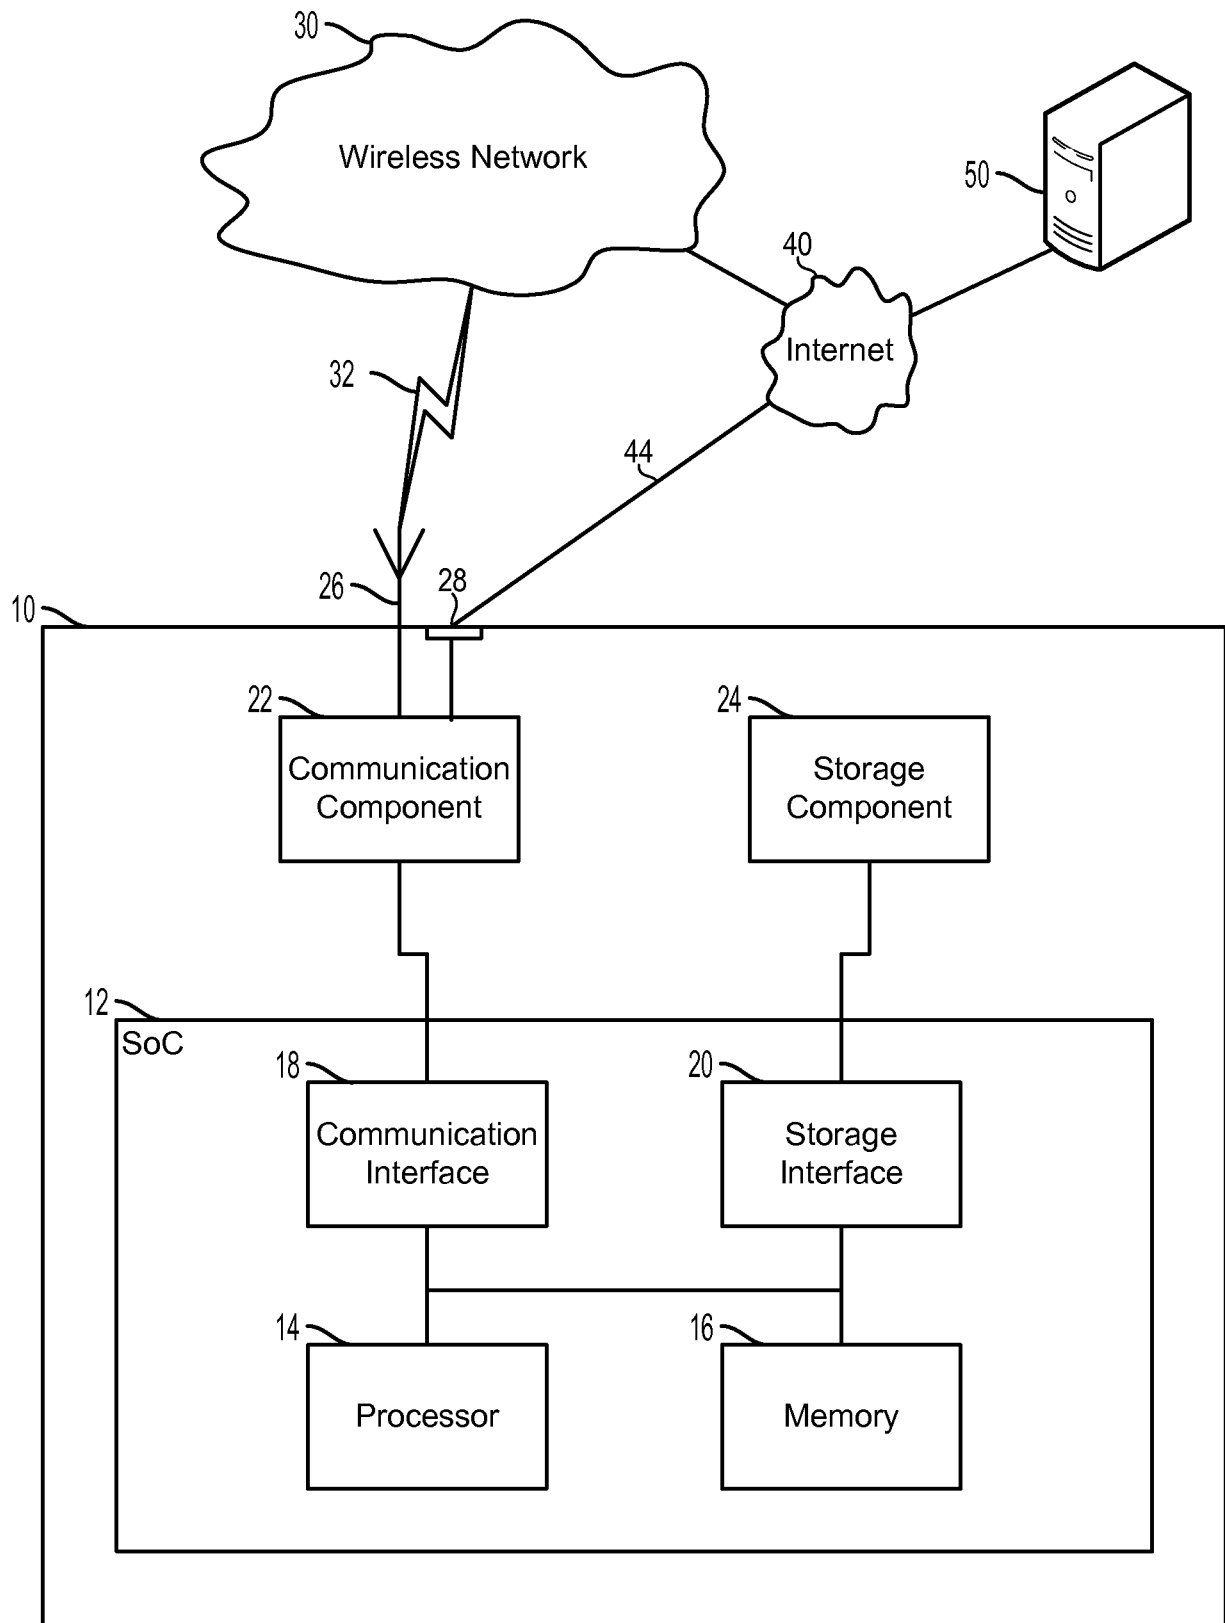 30
Wireless Network
50
40
Internet
32
44
26
28
10
22
24
Communication
Component
Storage
Component
12
SoC
18
20
Communication
Interface
Storage
Interface
14
16
Processor
Memory